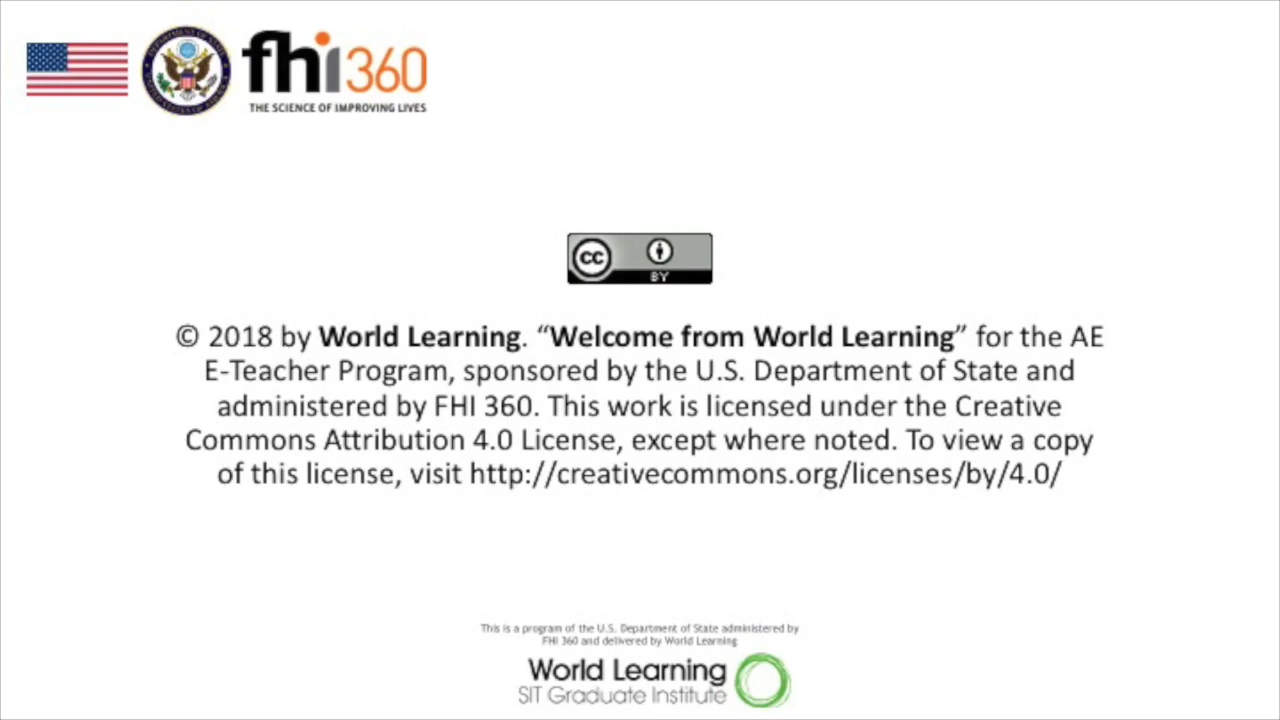 fhi360
THE SCIENCE OF IMPROVING LIVES
cc
BY
© 2018 by World Learning. “Welcome from World Learning” for the AE
E-Teacher Program, sponsored by the U.S. Department of State and
administered by FHI 360. This work is licensed under the Creative
Commons Attribution 4.0 License, except where noted. To view a copy
of this license, visit http://creativecommons.org/licenses/by/4.0/
This is a program of the U.S. Department of State administered by
FHI 360 and delivered by World Learning
World Learning
SIT Graduate Institute